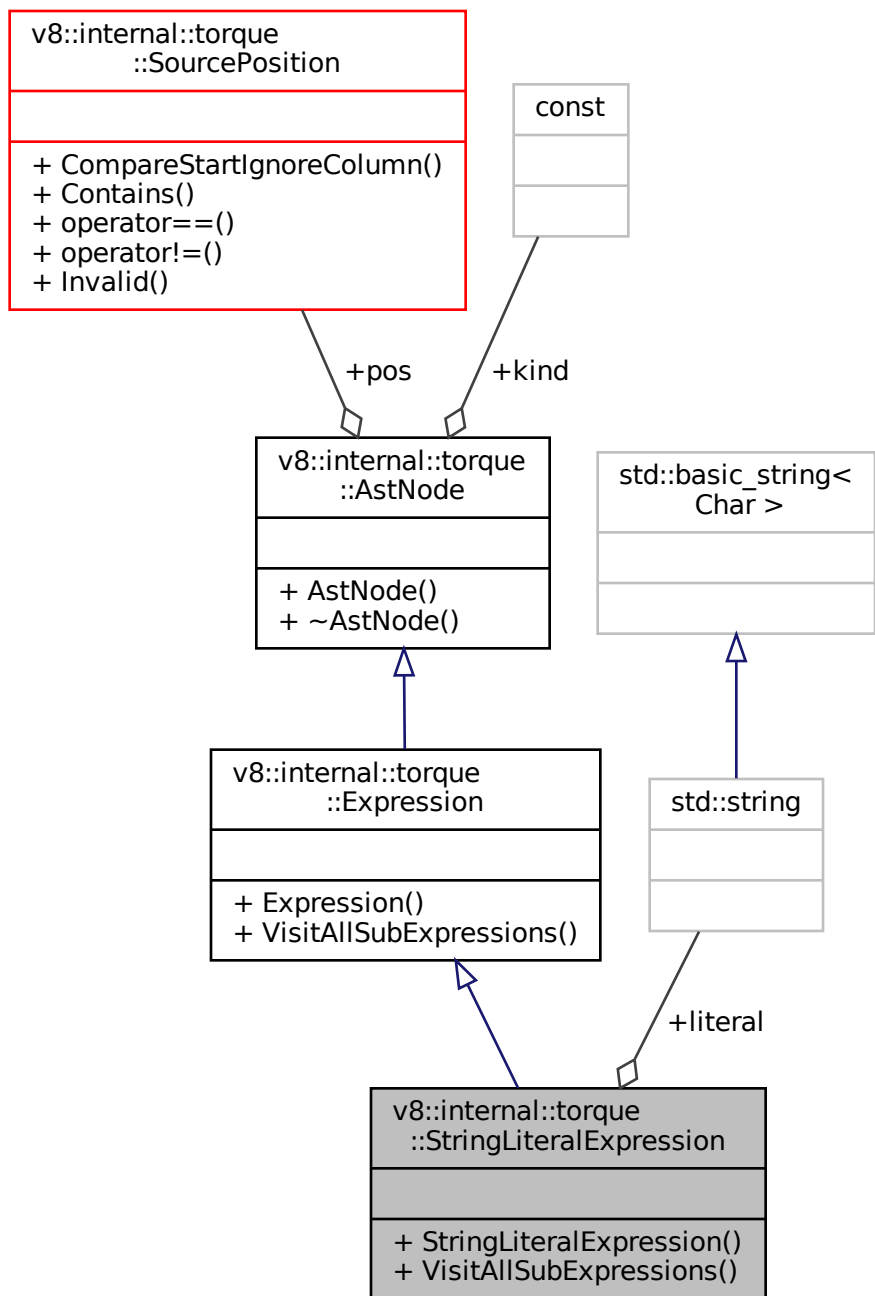 v8::internal::torque
::SourcePosition
+ CompareStartIgnoreColumn()
+ Contains()
+ operator==()
+ operator!=()
+ Invalid()
const
+pos
+kind
v8::internal::torque
::AstNode
+ AstNode()
+ ~AstNode()
std::basic_string<
Char >
v8::internal::torque
::Expression
+ Expression()
+ VisitAllSubExpressions()
std::string
+literal
v8::internal::torque
::StringLiteralExpression
+ StringLiteralExpression()
+ VisitAllSubExpressions()